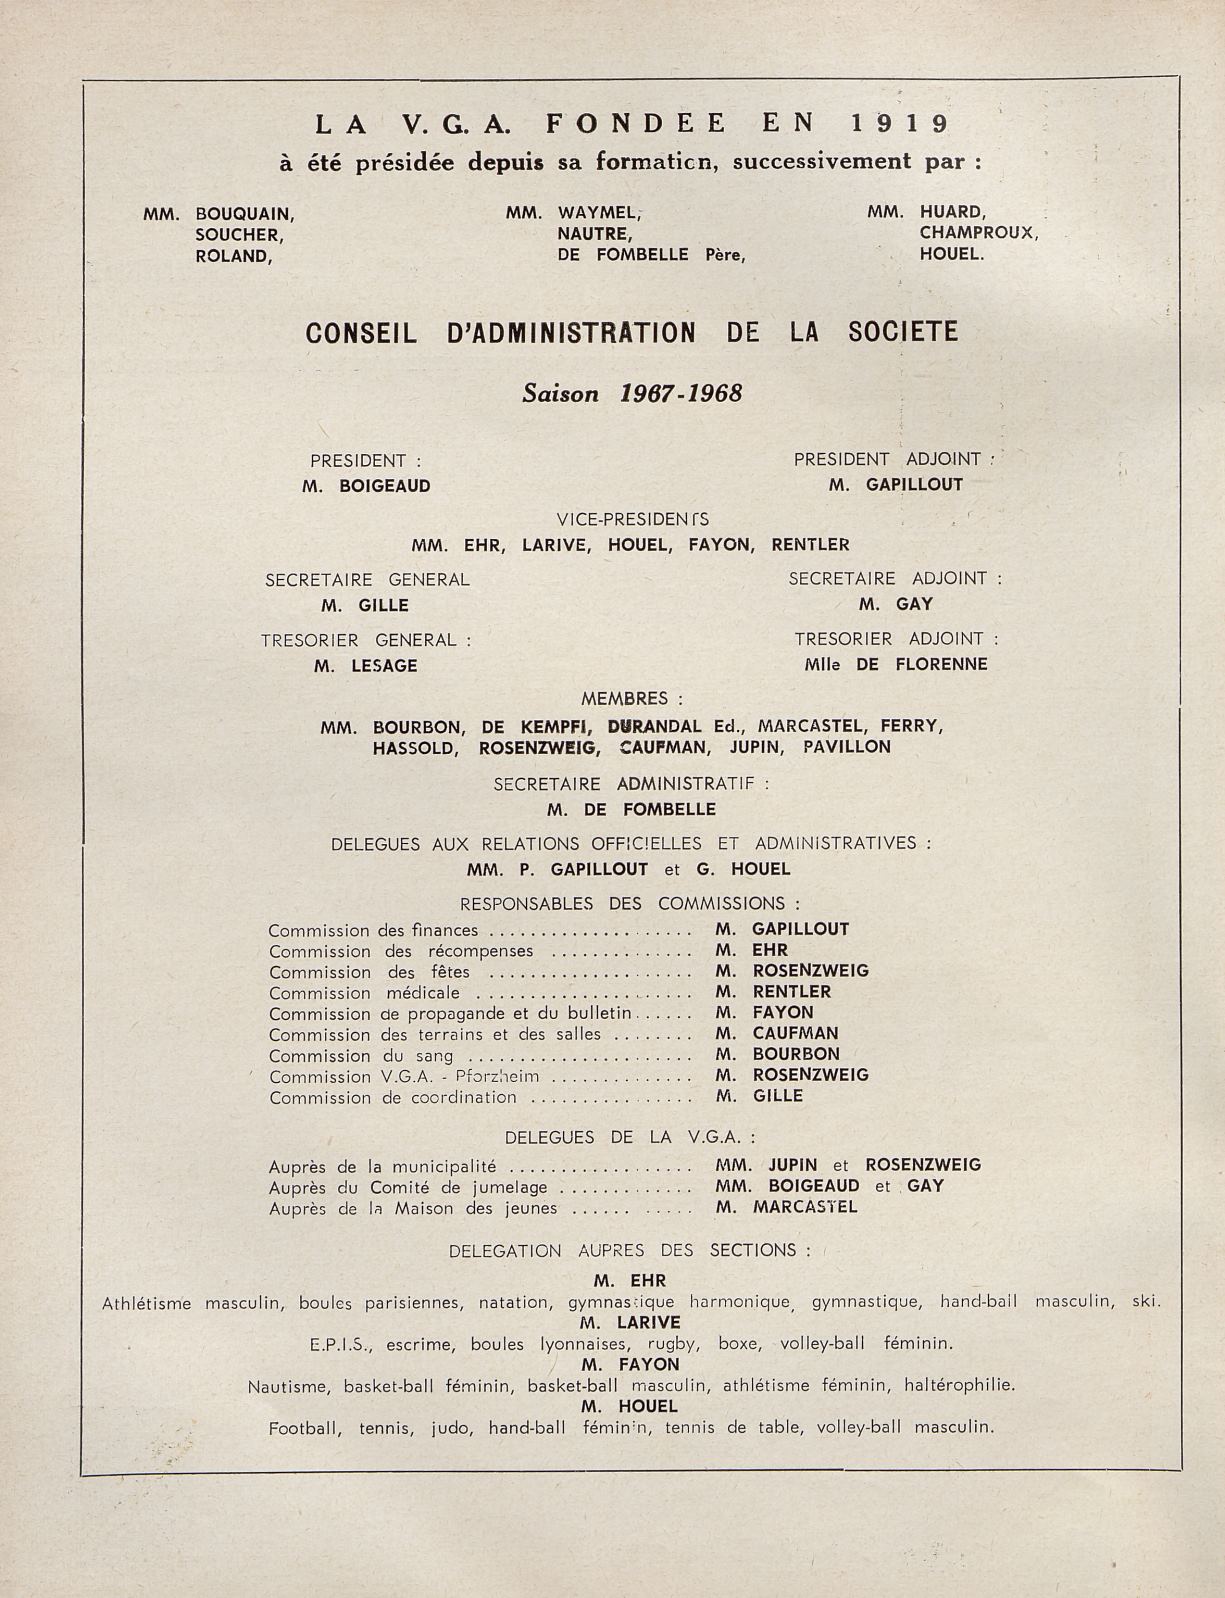 LA V.G.A. FONDEE EN 1919
à été présidée depuis sa formation, successivement par :
MM. BOUQUAIN,
SOUCHER,
ROLAND,
MM. WAYMEL,
NAUTRE,
DE FOMBELLE Père,
MM. HUARD,
CHAMPROUX,
HOUEL.
CONSEIL D'ADMINISTRATION DE LA SOCIETE
Saison 1967-1968
PRESIDENT :
M. BOIGEAUD
PRESIDENT ADJOINT :
M. GAPILLOUT
VICE-PRESIDENTS
MM. EHR, LARIVE, HOUEL, FAYON, RENTLER
SECRETAIRE GENERAL
M. GILLE
SECRETAIRE ADJOINT :
M. GAY
TRESORIER GENERAL :
M. LESAGE
TRESORIER ADJOINT :
Mlle DE FLORENNE
MEMBRES :
MM. BOURBON, DE KEMPFI, DURANDAL Ed., MARCASTEL, FERRY,
HASSOLD, ROSENZWEIG, CAUFMAN, JUPIN, PAVILLON
SECRETAIRE ADMINISTRATIF :
M. DE FOMBELLE
DELEGUES AUX RELATIONS OFFICIELLES ET ADMINISTRATIVES :
MM. P. GAPILLOUT et G. HOUEL
RESPONSABLES DES COMMISSIONS :
Commission des finances .................... M. GAPILLOUT
Commission des récompenses .............. M. EHR
Commission des fêtes .................... M. ROSENZWEIG
Commission médicale ..................... M. RENTLER
Commission de propagande et du bulletin ...... M. FAYON
Commission des terrains et des salles ........ M. CAUFMAN
Commission du sang ...................... M. BOURBON
Commission V.G.A. - Pforzheim .............. M. ROSENZWEIG
Commission de coordination ................ M. GILLE
DELEGUES DE LA V.G.A. :
Auprès de la municipalité .................. MM. JUPIN et ROSENZWEIG
Auprès du Comité de jumelage ............. MM. BOIGEAUD et GAY
Auprès de la Maison des jeunes ........... M. MARCASTEL
DELEGATION AUPRES DES SECTIONS :
M. EHR
Athlétisme masculin, boules parisiennes, natation, gymnastique harmonique, gymnastique, hand-ball masculin, ski.
M. LARIVE
E.P.I.S., escrime, boules lyonnaises, rugby, boxe, volley-ball féminin.
M. FAYON
Nautisme, basket-ball féminin, basket-ball masculin, athlétisme féminin, haltérophilie.
M. HOUEL
Football, tennis, judo, hand-ball féminin, tennis de table, volley-ball masculin.